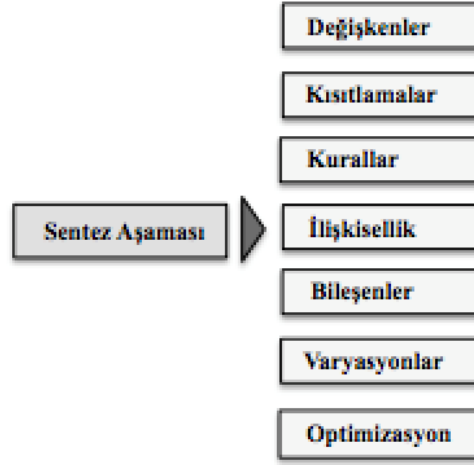 Değişkenler
Kısıtlamalar
Kurallar
Sentez Aşaması
İlişkisellik
Bileşenler
Varyasyonlar
Optimizasyon